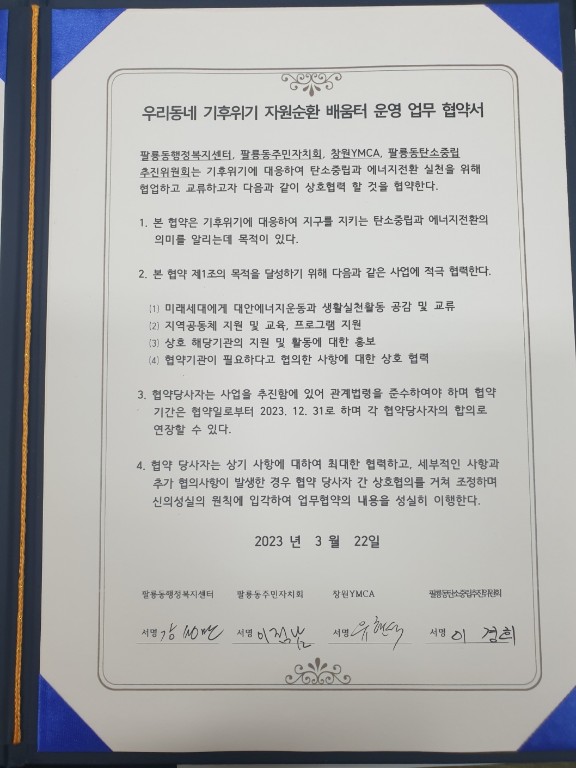 우리동네 기후위기 자원순환 배움터 운영 업무 협약서
팔룡동행정복지센터, 팔룡동주민자치회, 창원YMCA, 팔룡동탄소중립
추진위원회는 기후위기에 대응하여 탄소중립과 에너지전환 실천을 위해
협업하고 교류하고자 다음과 같이 상호협력 할 것을 협약한다.
1. 본 협약은 기후위기에 대응하여 지구를 지키는 탄소중립과 에너지전환의
의미를 알리는데 목적이 있다.
2. 본 협약 제1조의 목적을 달성하기 위해 다음과 같은 사업에 적극 협력한다.
(1) 미래세대에게 대안에너지운동과 생활실천활동 공감 및 교류
(2) 지역공동체 지원 및 교육, 프로그램 지원
(3) 상호 해당기관의 지원 및 활동에 대한 홍보
(4) 협약기관이 필요하다고 협의한 사항에 대한 상호 협력
3. 협약당사자는 사업을 추진함에 있어 관계법령을 준수하여야 하며 협약
기간은 협약일로부터 2023. 12. 31로 하며 각 협약당사자의 합의로
연장할 수 있다.
4. 협약 당사자는 상기 사항에 대하여 최대한 협력하고, 세부적인 사항과
추가 협의사항이 발생한 경우 협약 당사자 간 상호협의를 거쳐 조정하며
신의성실의 원칙에 입각하여 업무협약의 내용을 성실히 이행한다.
2023 년 3 월 22일
팔룡동행정복지센터 팔룡동주민자치회 창원YMCA 팔룡동탄소중립추진위원회
서명 서명 서명 서명 이 경희